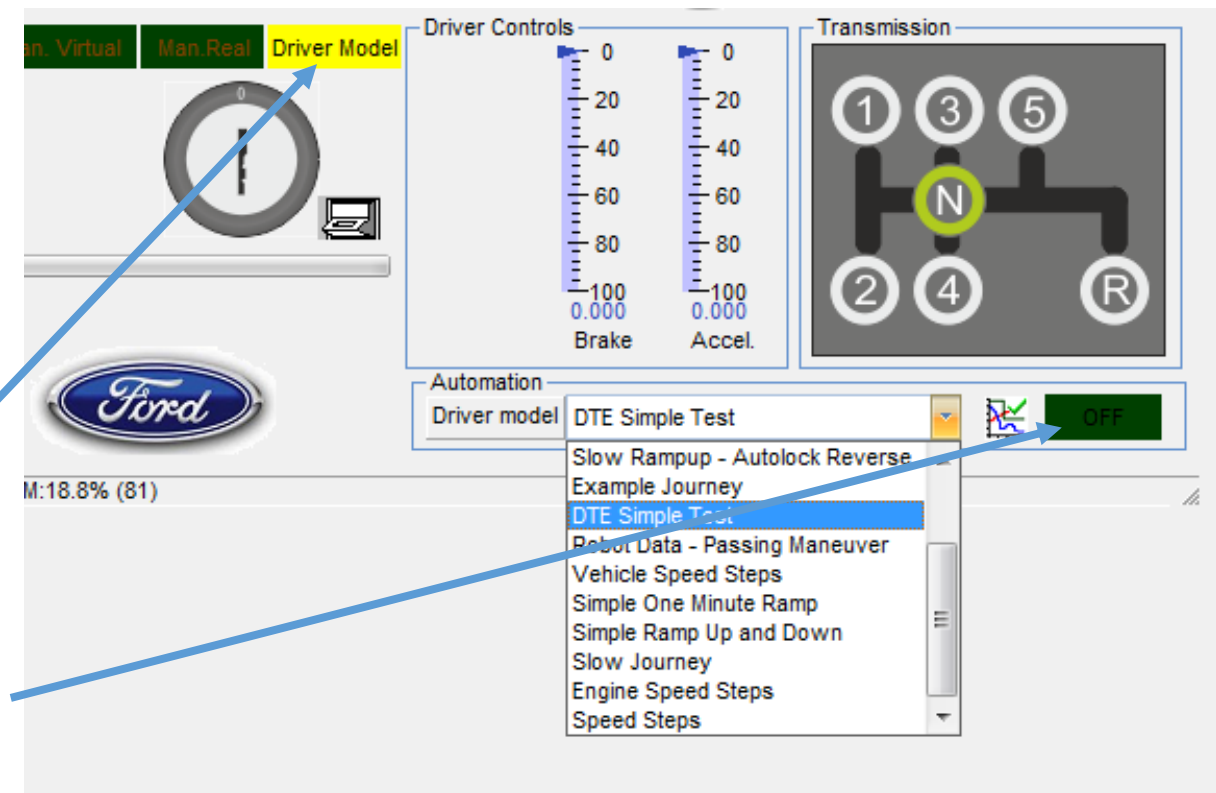 an. Virtual Man.Real Driver Model
0
Driver Controls
0 0
20 20
40 40
60 60
80 80
100 100
0.000 0.000
Brake Accel.
Transmission
1 3 5
N
2 4 R
Ford
Automation
Driver model DTE Simple Test OFF
Slow Rampup - Autolock Reverse
Example Journey
DTE Simple Test
Robot Data - Passing Maneuver
Vehicle Speed Steps
Simple One Minute Ramp
Simple Ramp Up and Down
Slow Journey
Engine Speed Steps
Speed Steps
M:18.8% (81)